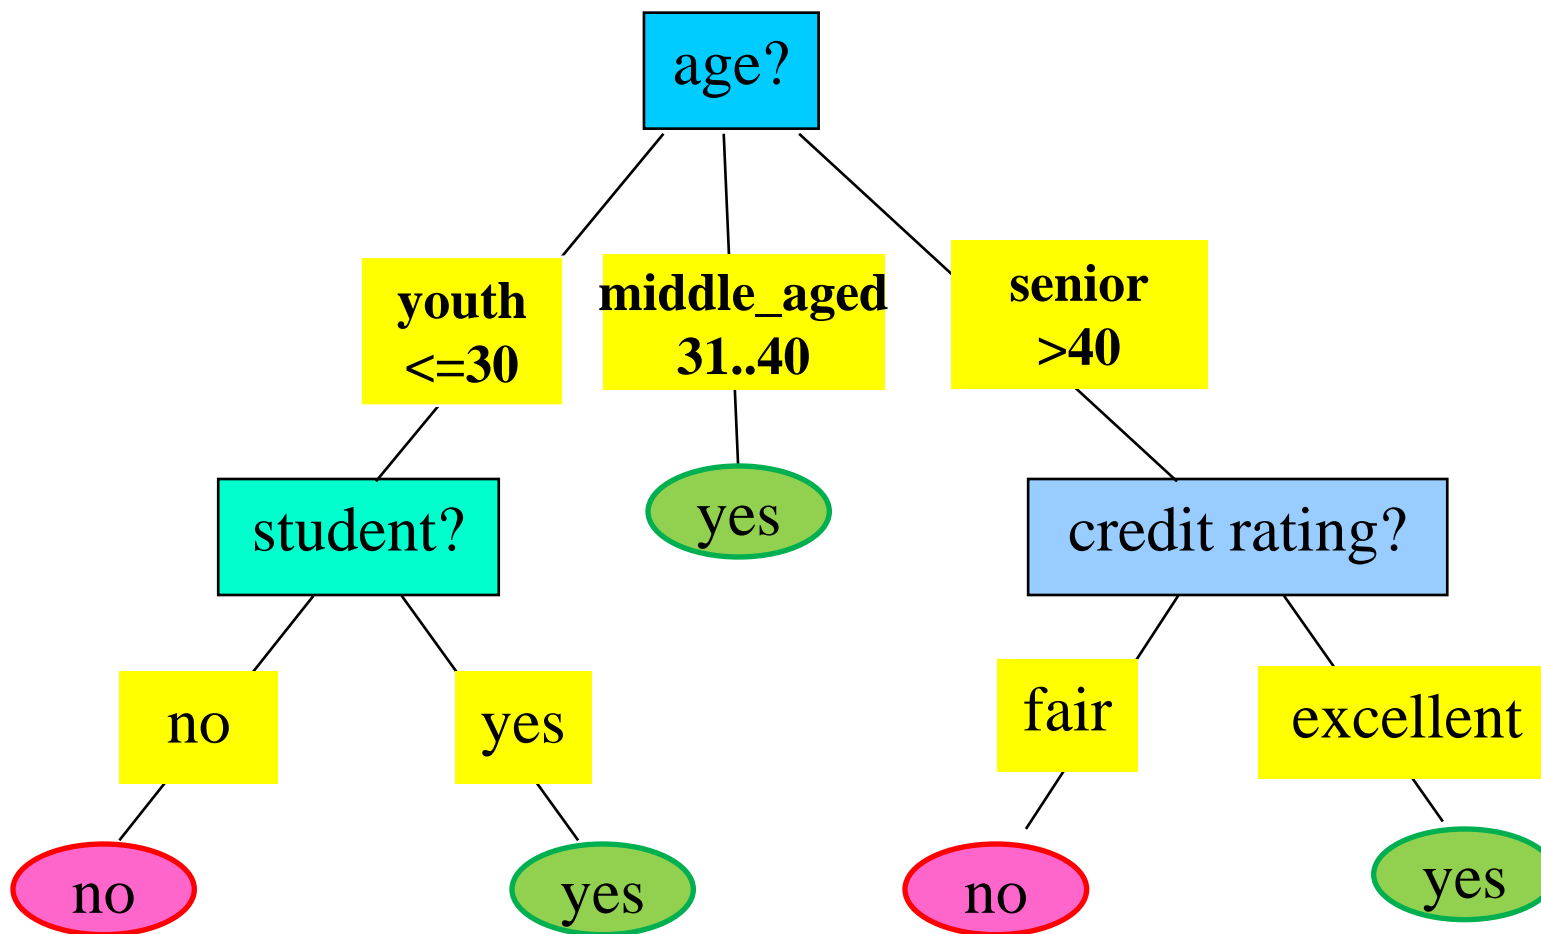 age?
youth
<=30
middle_aged
31..40
senior
>40
student?
yes
credit rating?
no
yes
fair
excellent
no
yes
no
yes